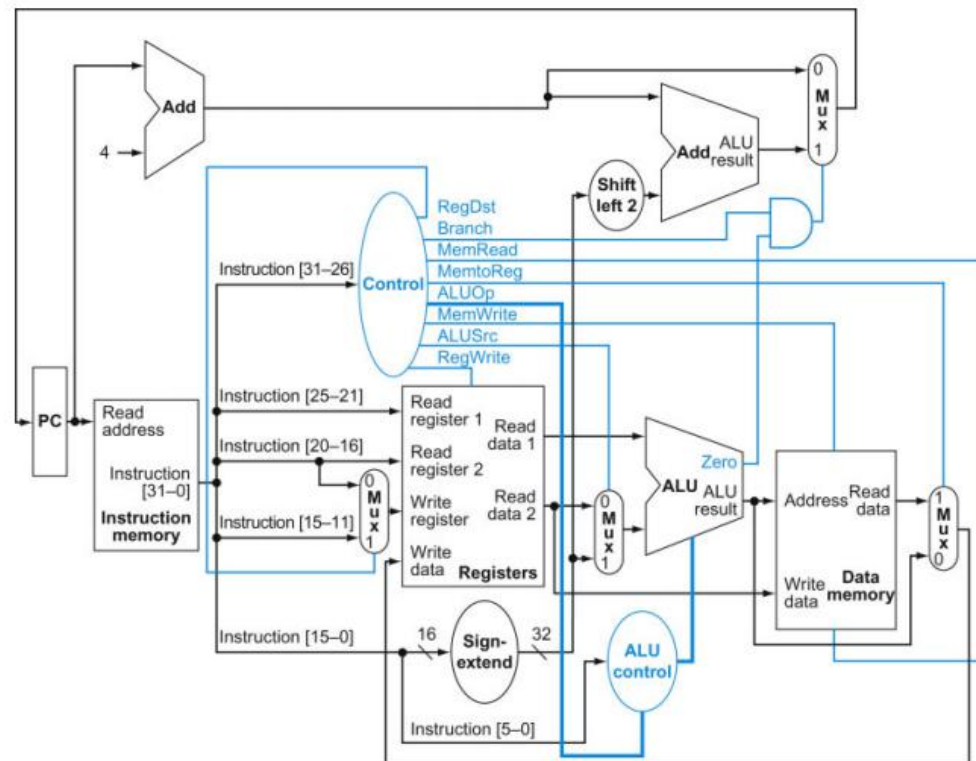 Add
4
0
Mux
1
Add
ALU
result
Shift
left 2
RegDst
Branch
MemRead
MemtoReg
ALUOp
MemWrite
ALUSrc
RegWrite
Control
Instruction [31–26]
PC
Read
address
Instruction
[31–0]
Instruction
memory
Instruction [25–21]
Instruction [20–16]
Instruction [15–11]
0
Mux
1
Read
register 1
Read
register 2
Write
register
Write
data
Read
data 1
Read
data 2
Registers
0
Mux
1
Zero
ALU
ALU
result
Address
Read
data
Write
data
Data
memory
1
Mux
0
Instruction [15–0]
16
Sign-
extend
32
ALU
control
Instruction [5–0]